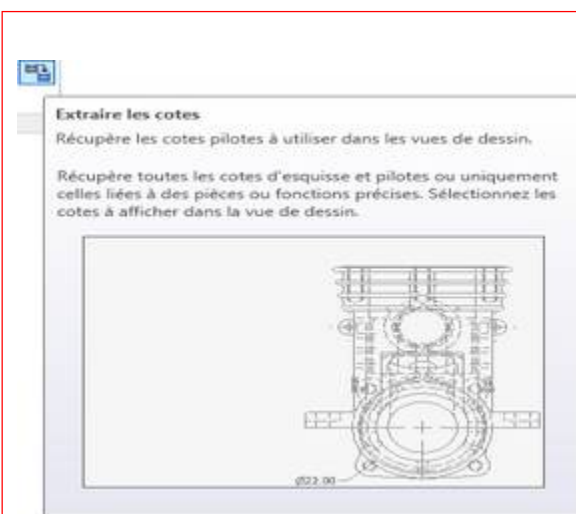 Extraire les cotes
Récupère les cotes pilotes à utiliser dans les vues de dessin.
Récupère toutes les cotes d'esquisse et pilotes ou uniquement
celles liées à des pièces ou fonctions précises. Sélectionnez les
cotes à afficher dans la vue de dessin.
Ø22.00